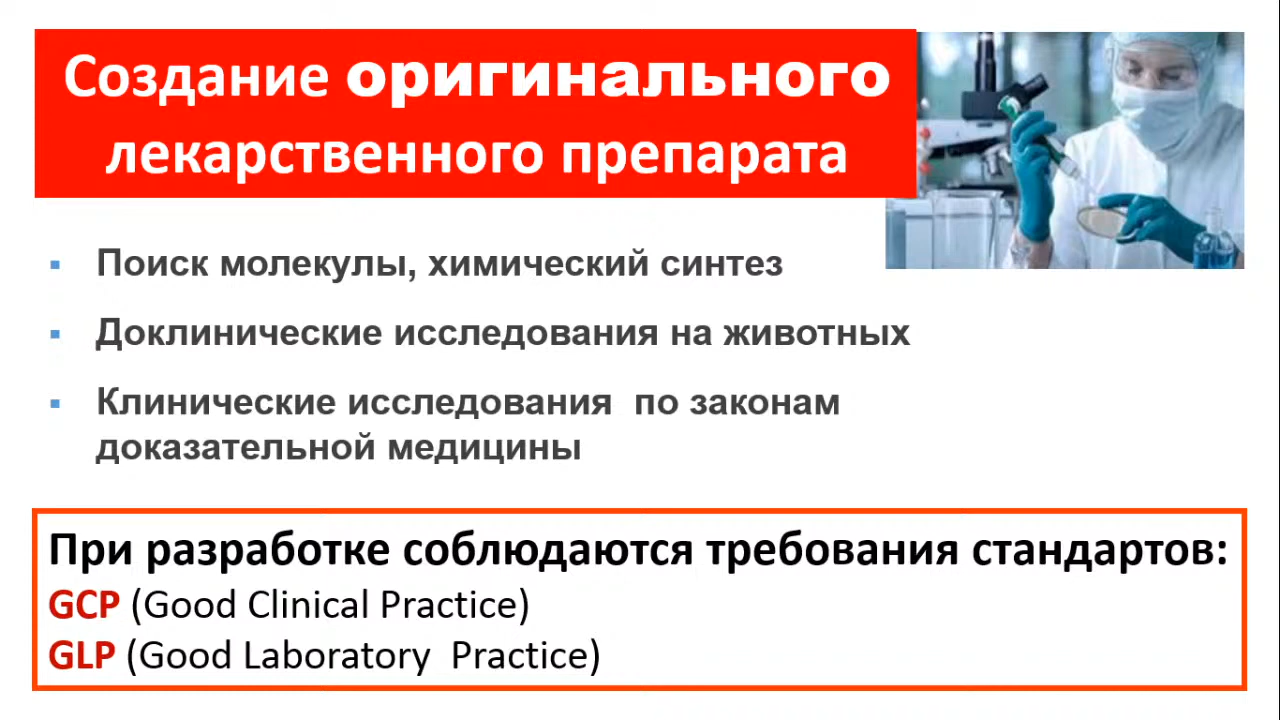 Создание оригинального
лекарственного препарата
▪ Поиск молекулы, химический синтез
▪ Доклинические исследования на животных
▪ Клинические исследования по законам
доказательной медицины
При разработке соблюдаются требования стандартов:
GCP (Good Clinical Practice)
GLP (Good Laboratory Practice)